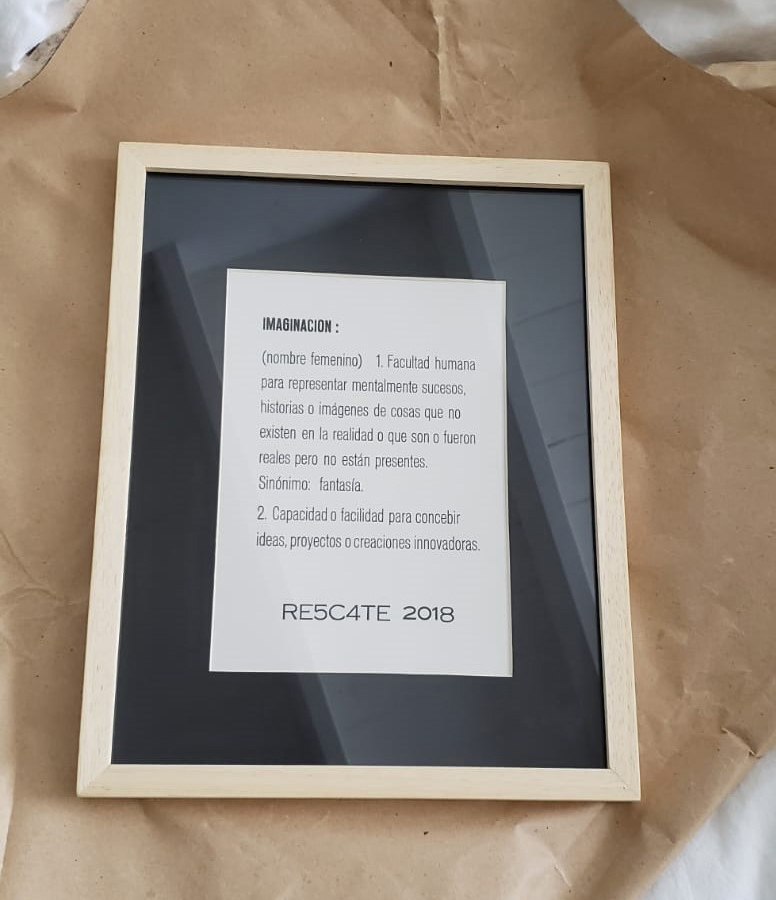 IMAGINACION :
(nombre femenino) 1. Facultad humana
para representar mentalmente sucesos,
historias o imágenes de cosas que no
existen en la realidad o que son o fueron
reales pero no están presentes.
Sinónimo: fantasía.
2. Capacidad o facilidad para concebir
ideas, proyectos o creaciones innovadoras.
RE5C4TE 2018